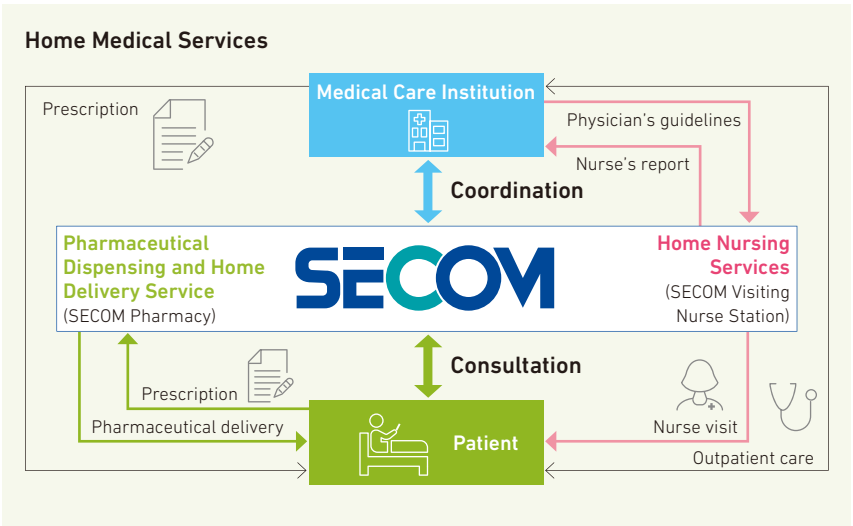 Home Medical Services
Medical Care Institution
Prescription
Physician’s guidelines
Nurse’s report
Coordination
Pharmaceutical
Dispensing and Home
Delivery Service
(SECOM Pharmacy)
SECOM
Home Nursing
Services
(SECOM Visiting
Nurse Station)
Consultation
Prescription
Pharmaceutical delivery
Patient
Nurse visit
Outpatient care